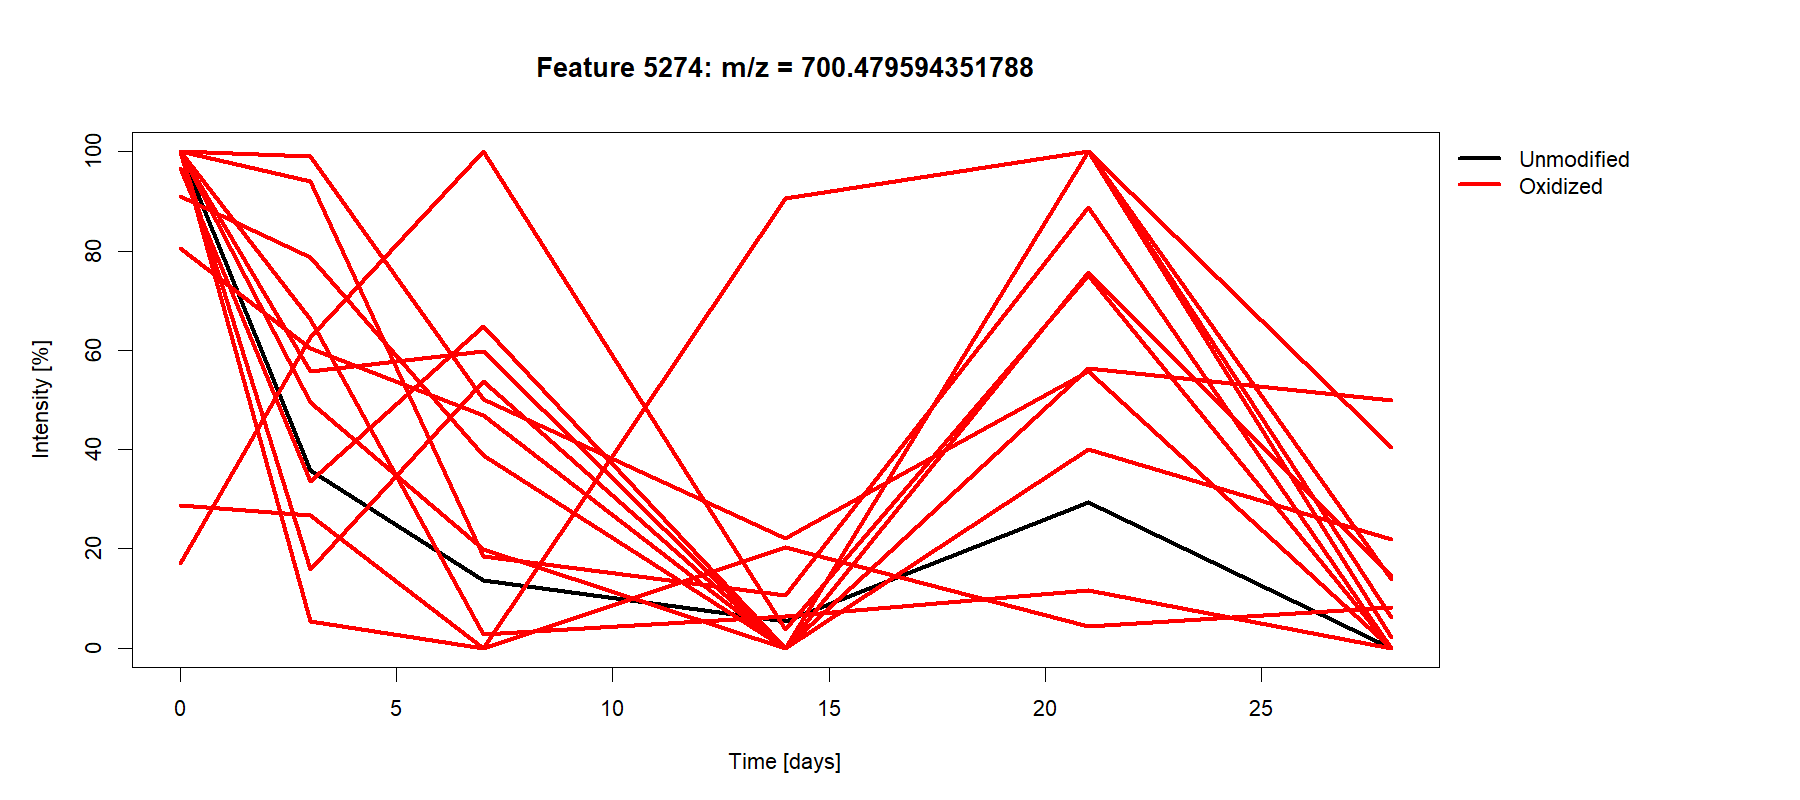 Feature 5274: m/z = 700.479594351788
Unmodified
Oxidized
Intensity [%]
100
80
60
40
20
0
0 5 10 15 20 25
Time [days]